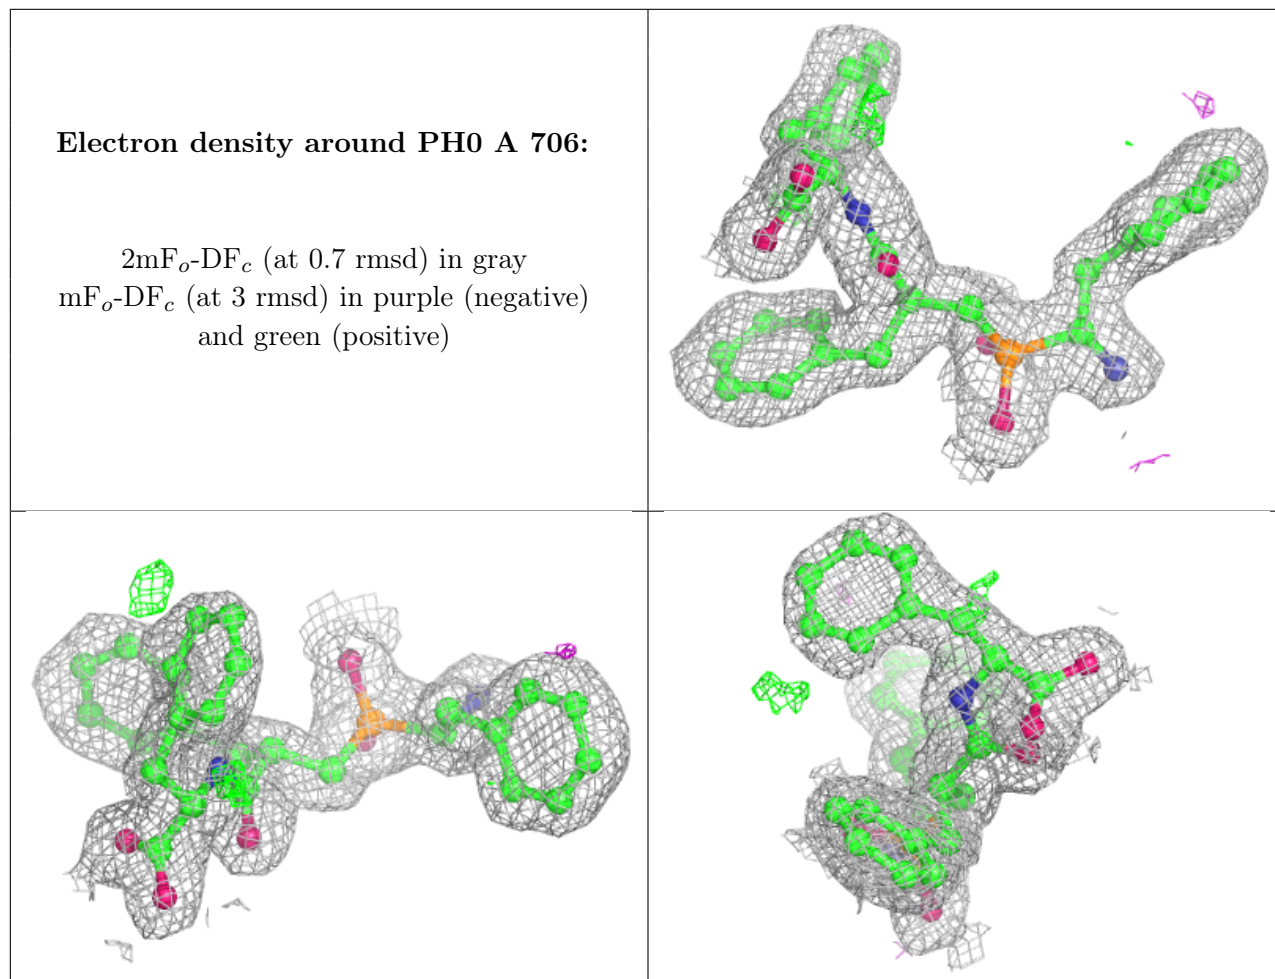 Electron density around PH0 A 706:
2mFo-DFc (at 0.7 rmsd) in gray
mFo-DFc (at 3 rmsd) in purple (negative)
and green (positive)